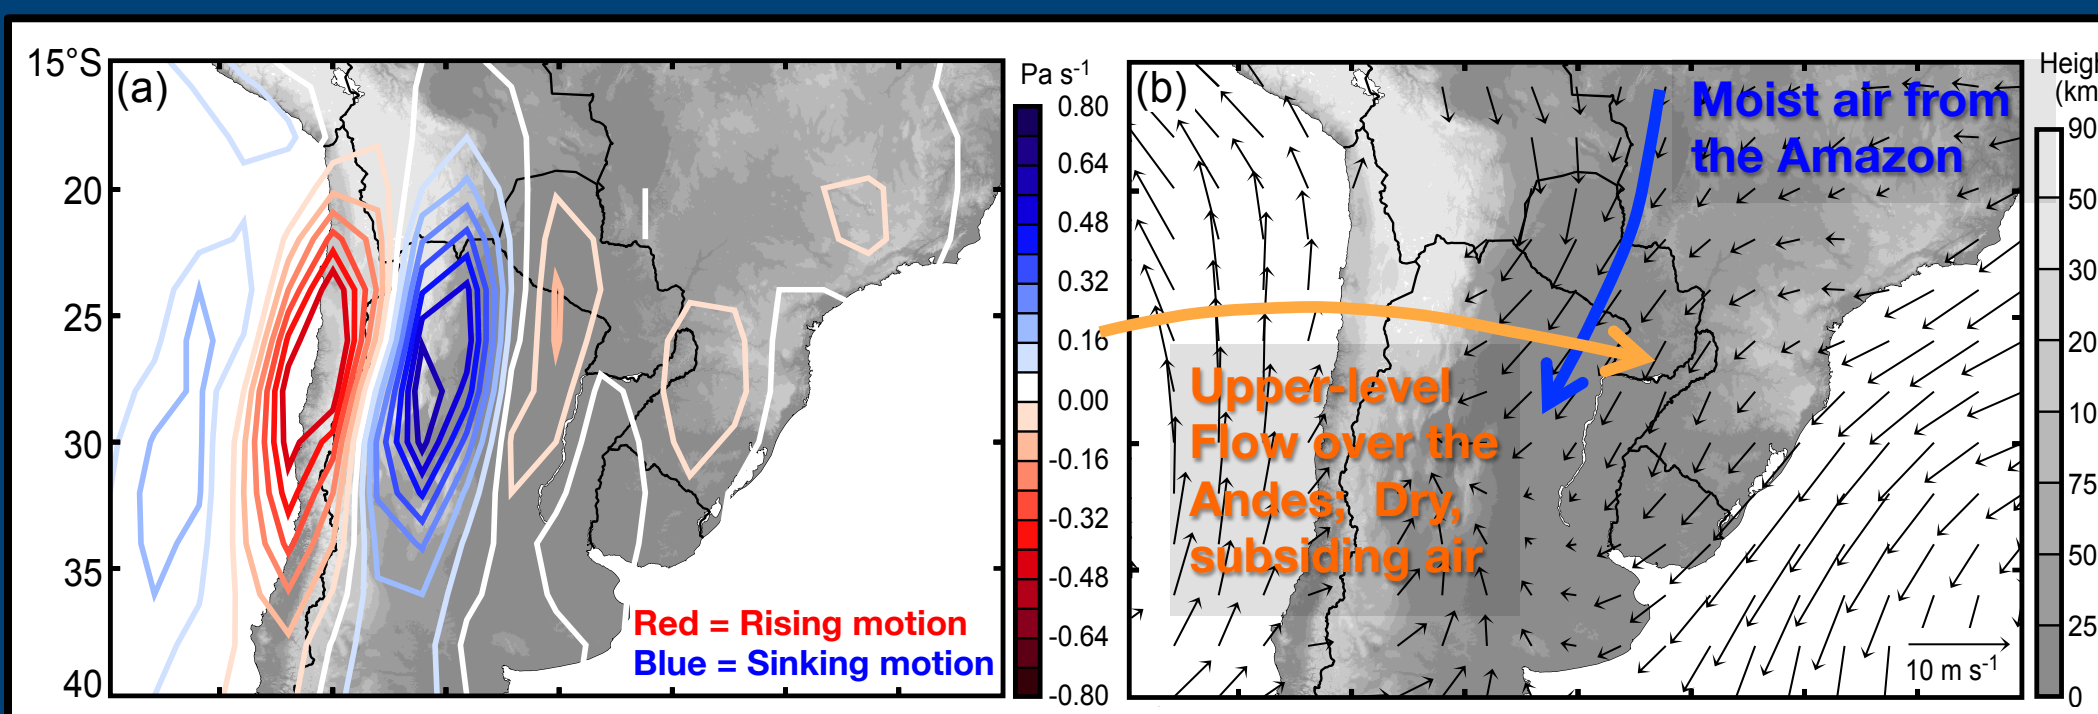 15°S
20
25
30
35
40
(a)
Red = Rising motion
Blue = Sinking motion
Pa s-1
0.80
0.64
0.48
0.32
0.16
0.00
-0.16
-0.32
-0.48
-0.64
-0.80
(b)
Moist air from
the Amazon
Upper-level
Flow over the
Andes; Dry,
subsiding air
10 m s-1
Heigh
(km
90
50
30
20
10
75
50
25
0